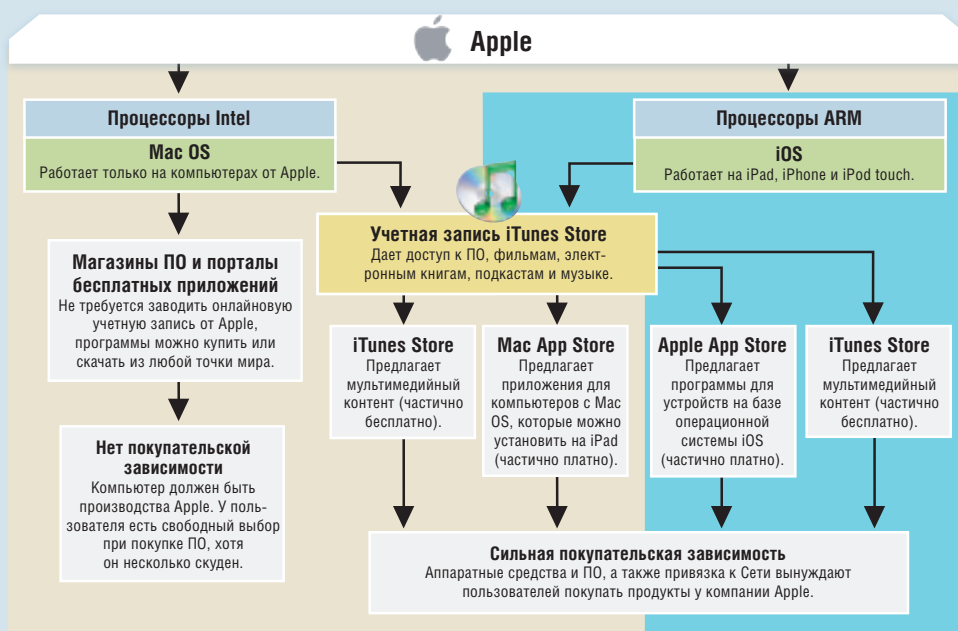 Apple
Процессоры Intel
Mac OS
Работает только на компьютерах от Apple.
Процессоры ARM
iOS
Работает на iPad, iPhone и iPod touch.
Учетная запись iTunes Store
Дает доступ к ПО, фильмам, элект-
ронным книгам, подкастам и музыке.
Магазины ПО и порталы
бесплатных приложений
Не требуется заводить онлайновую
учетную запись от Apple,
программы можно купить или
скачать из любой точки мира.
iTunes Store
Предлагает
мультимедийный
контент (частично
бесплатно).
Mac App Store
Предлагает
приложения для
компьютеров с Mac
OS, которые можно
установить на iPad
(частично платно).
Apple App Store
Предлагает
программы для
устройств на базе
операционной
системы iOS
(частично платно).
iTunes Store
Предлагает
мультимедийный
контент (частично
бесплатно).
Нет покупательской
зависимости
Компьютер должен быть
производства Apple. У поль-
зователя есть свободный выбор
при покупке ПО, хотя
он несколько скуден.
Сильная покупательская зависимость
Аппаратные средства и ПО, а также привязка к Сети вынуждают
пользователей покупать продукты у компании Apple.